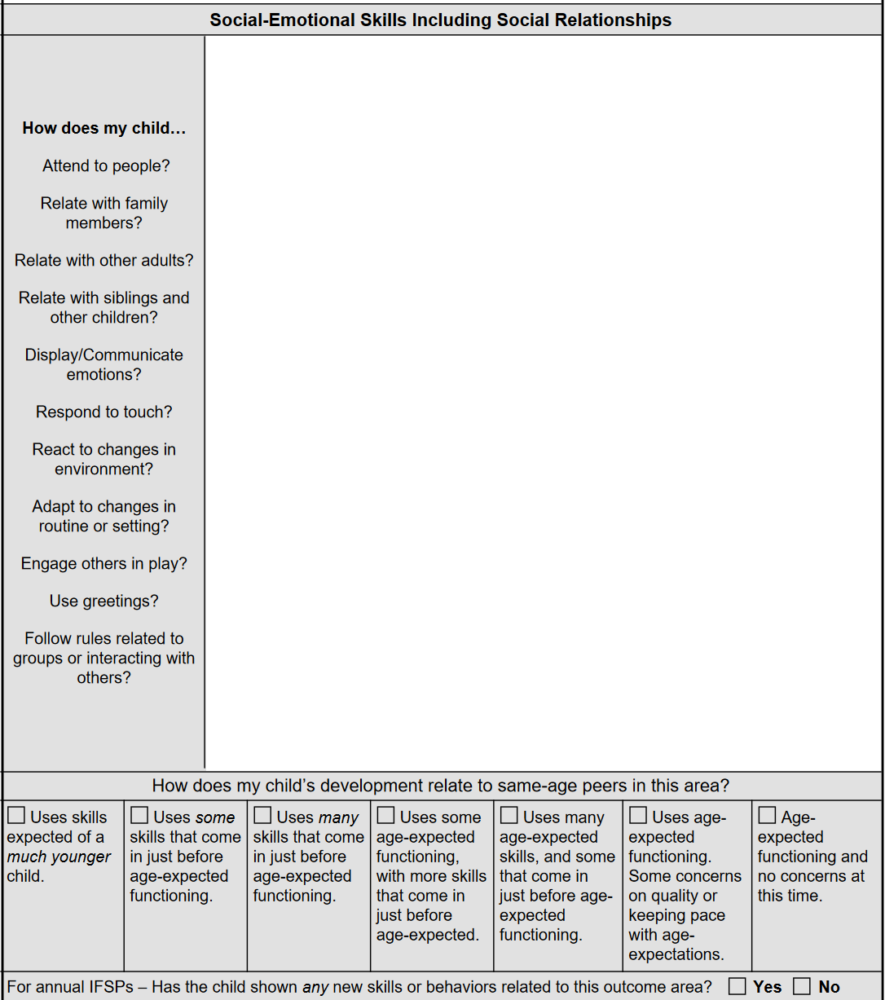 Social-Emotional Skills Including Social Relationships
How does my child…
Attend to people?
Relate with family
members?
Relate with other adults?
Relate with siblings and
other children?
Display/Communicate
emotions?
Respond to touch?
React to changes in
environment?
Adapt to changes in
routine or setting?
Engage others in play?
Use greetings?
Follow rules related to
groups or interacting with
others?
How does my child’s development relate to same-age peers in this area?
Uses skills
expected of a
much younger
child.
Uses some
skills that come
in just before
age-expected
functioning.
Uses many
skills that come
in just before
age-expected
functioning.
Uses some
age-expected
functioning,
with more skills
that come in
just before
age-expected.
Uses many
age-expected
skills, and some
that come in
just before age-
expected
functioning.
Uses age-
expected
functioning.
Some concerns
on quality or
keeping pace
with age-
expectations.
Age-
expected
functioning and
no concerns at
this time.
For annual IFSPs – Has the child shown any new skills or behaviors related to this outcome area? Yes No